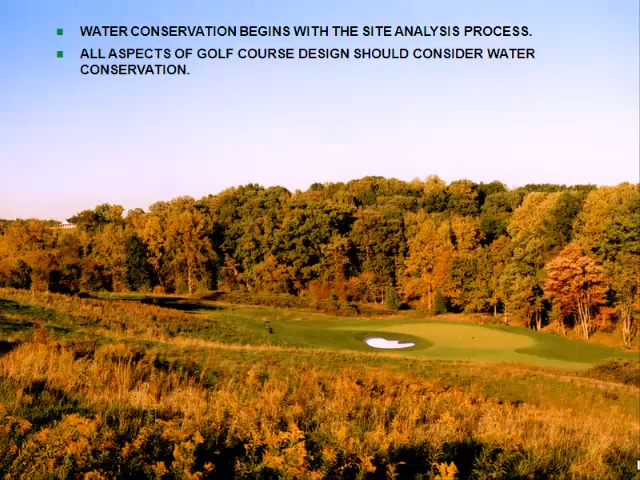 WATER CONSERVATION BEGINS WITH THE SITE ANALYSIS PROCESS.
ALL ASPECTS OF GOLF COURSE DESIGN SHOULD CONSIDER WATER
CONSERVATION.